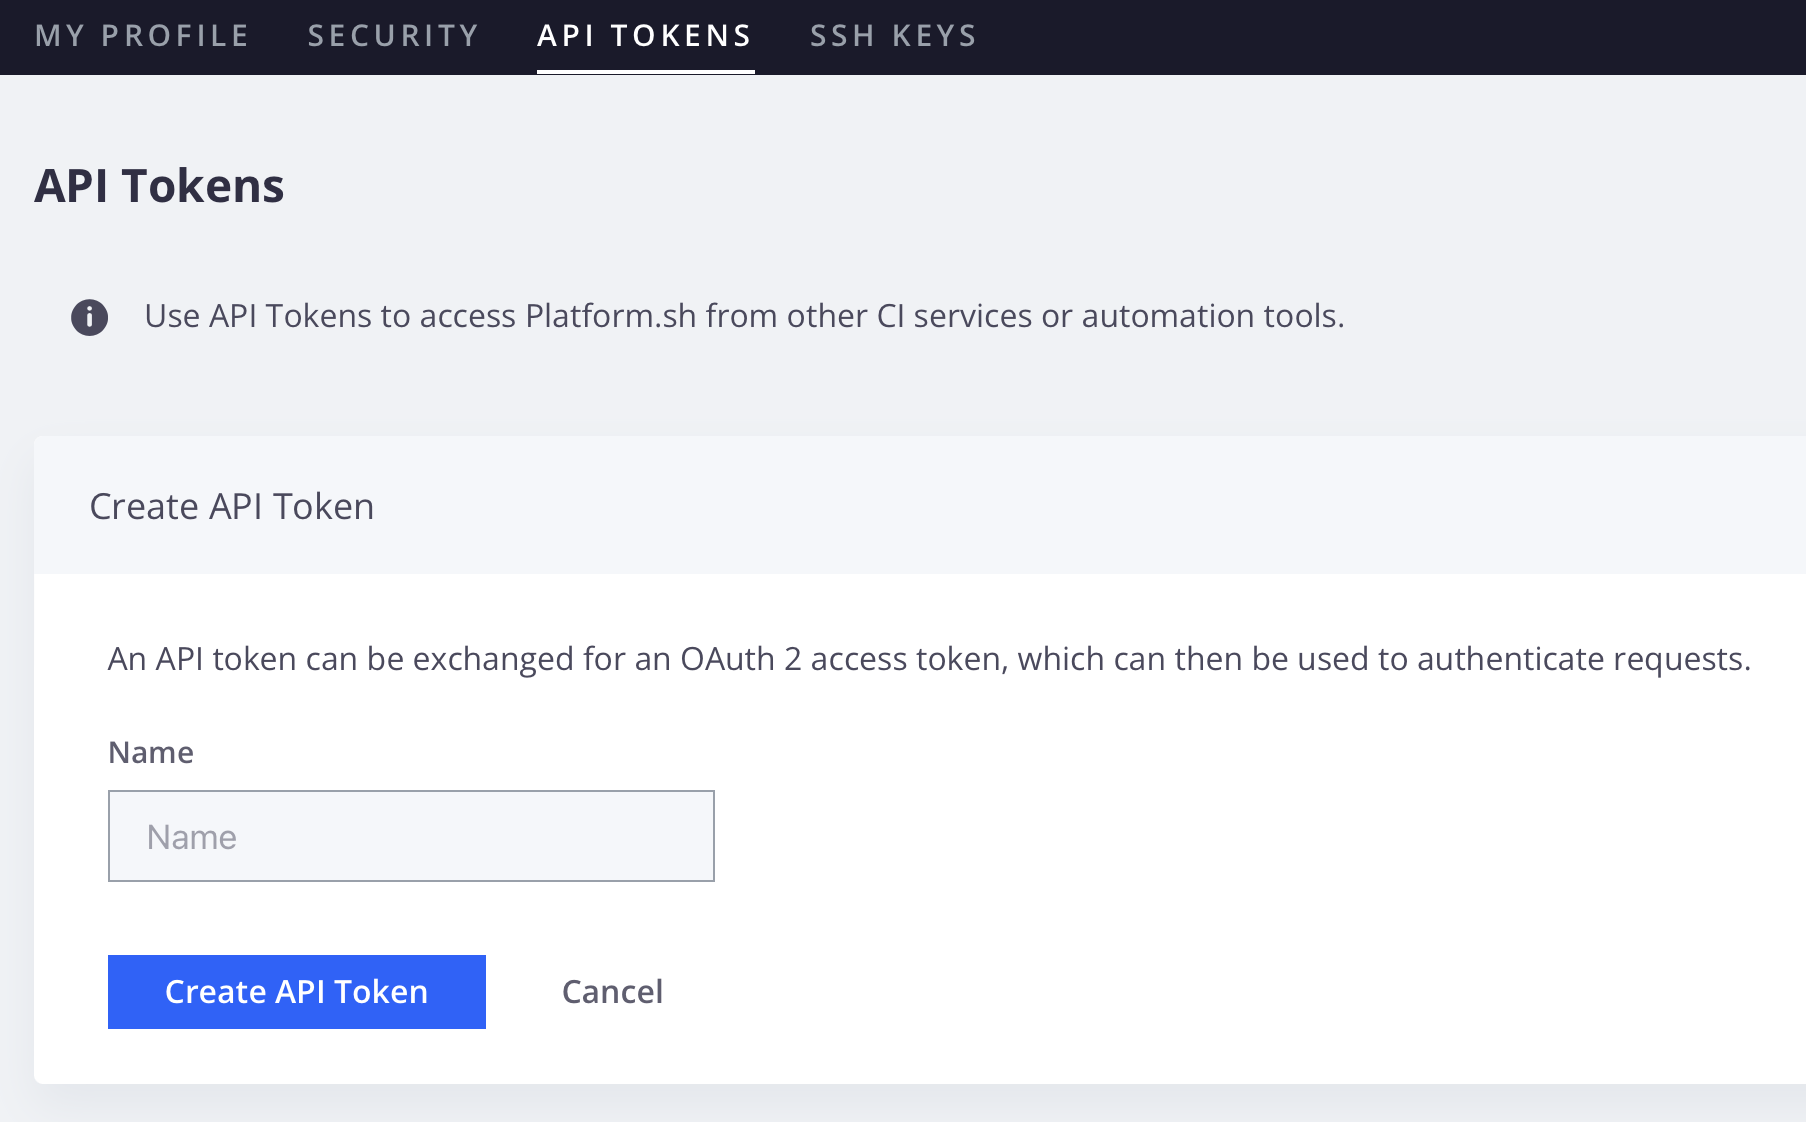 MY PROFILE SECURITY API TOKENS SSH KEYS
API Tokens
Use API Tokens to access Platform.sh from other CI services or automation tools.
Create API Token
An API token can be exchanged for an OAuth 2 access token, which can then be used to authenticate requests.
Name
Name
Create API Token Cancel